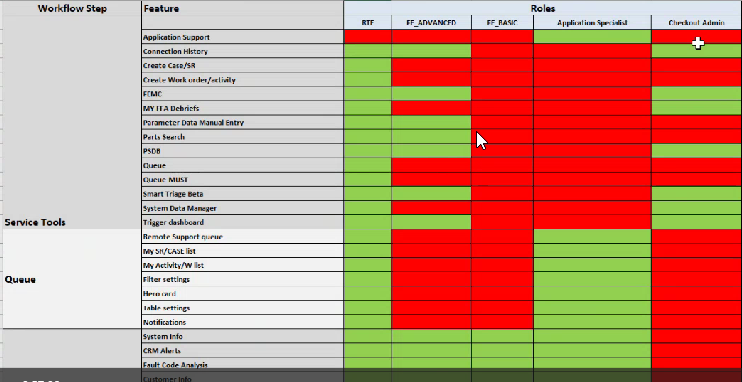 Workflow Step Feature Roles
RTF FE_ADVANCED FE_BASIC Application Specialist Checkout Admin
Application Support
Connection History
Create Case/SR
Create Work order/activity
FEMC
MY FFA Debriefs
Parameter Data Manual Entry
Parts Search
PSDB
Queue
Queue MUST
Smart Triage Beta
System Data Manager
Service Tools Trigger dashboard
Remote Support queue
My SR/CASE list
My Activity/W list
Queue Filter settings
Hero card
Table settings
Notifications
System Info
CRM Alerts
Fault Code Analysis
Customer Info